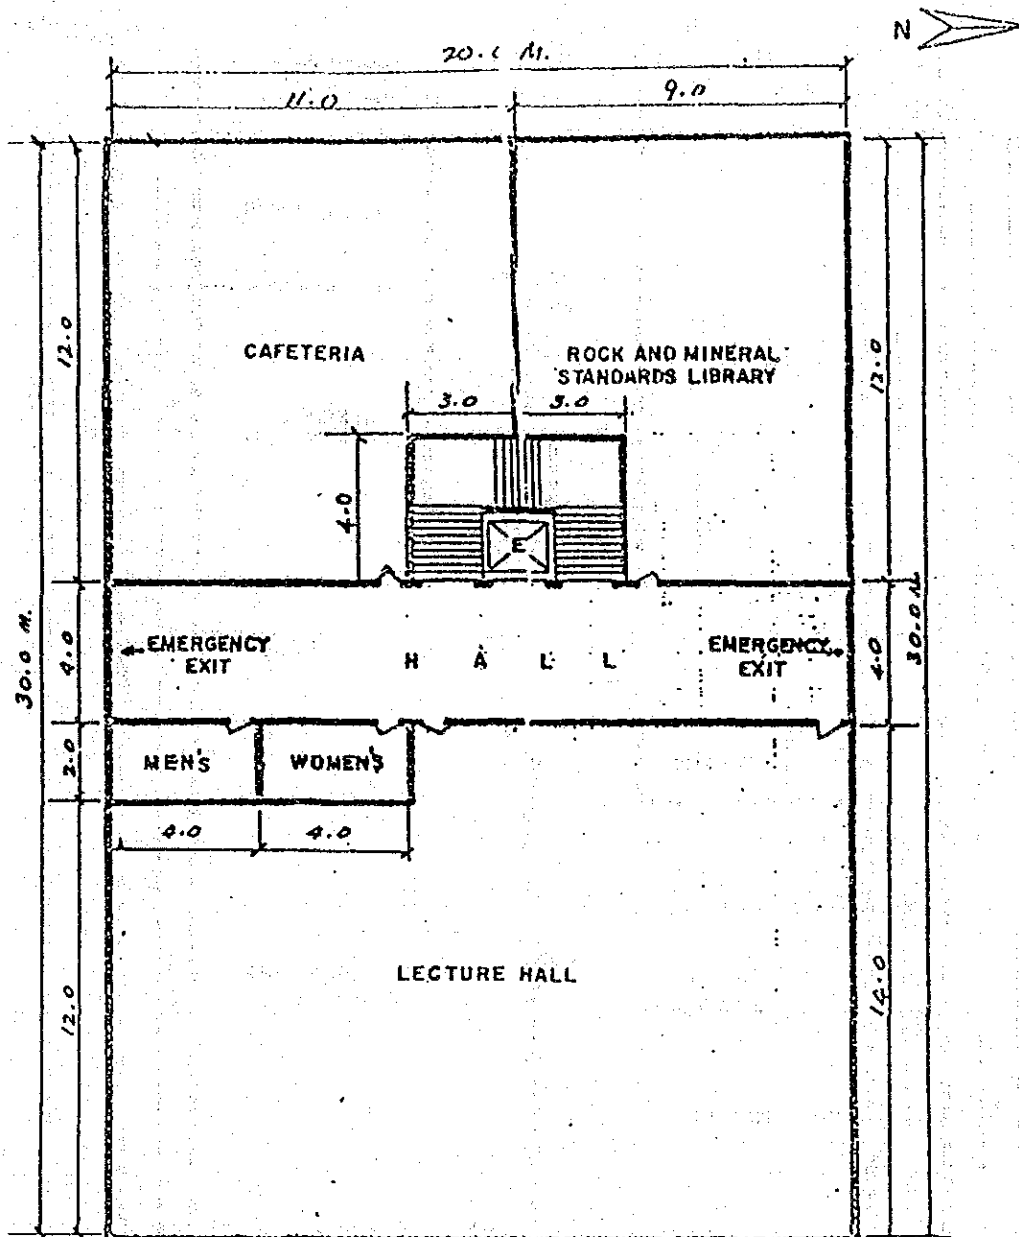 N
20.0 M.
11.0
9.0
12.0
CAFETERIA
ROCK AND MINERAL
STANDARDS LIBRARY
12.0
3.0
3.0
4.0
E
30.0 M.
4.0
EMERGENCY
EXIT
HALL
EMERGENCY
EXIT
4.0
30.0 M.
2.0
MEN'S
WOMEN'S
4.0
4.0
LECTURE HALL
12.0
14.0